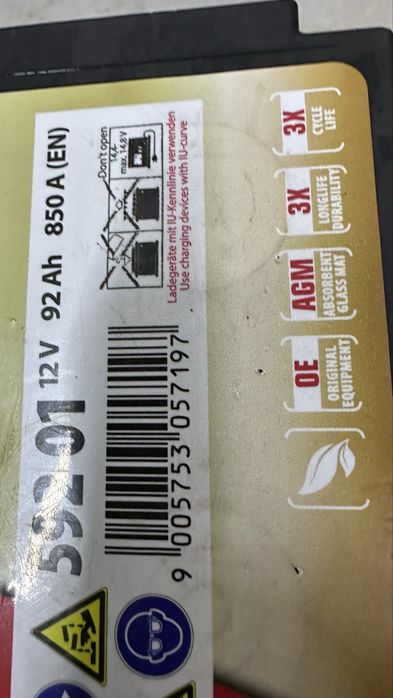 592 01 12 V 92 Ah 850 A (EN)
Don't open
14,4-
max. 14,8 V
Ladegeräte mit IU-Kennlinie verwenden
Use charging devices with IU-curve
9 005753 057197
OE
ORIGINAL
EQUIPMENT
AGM
ABSORBENT
GLASS MAT
3X
LONGLIFE
DURABILITY
3X
CYCLE
LIFE